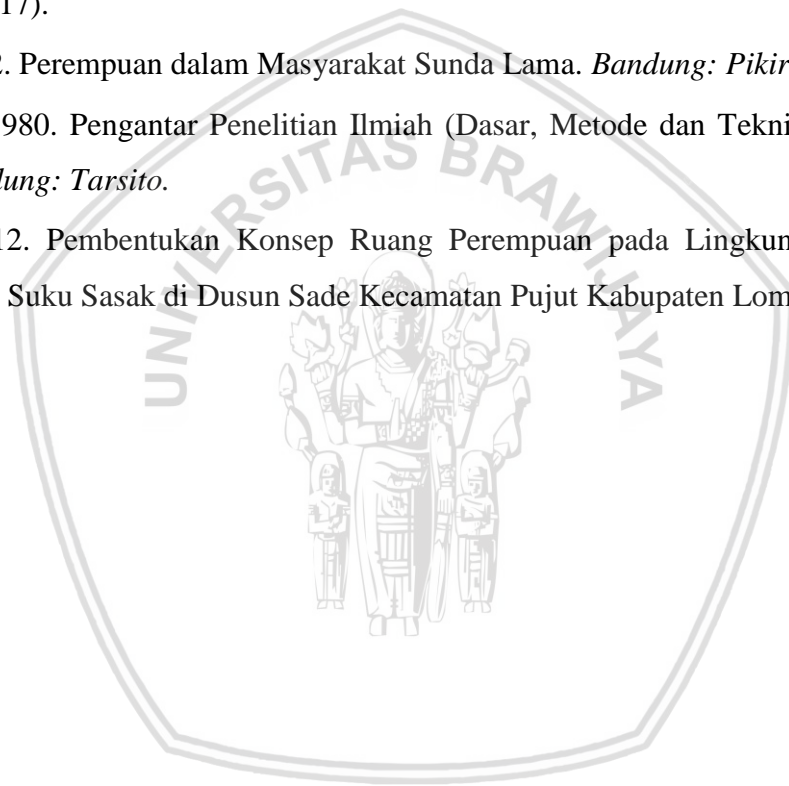 17).
2. Perempuan dalam Masyarakat Sunda Lama. Bandung: Pikir
980. Pengantar Penelitian Ilmiah (Dasar, Metode dan Tekni
dung: Tarsito.
12. Pembentukan Konsep Ruang Perempuan pada Lingkun
Suku Sasak di Dusun Sade Kecamatan Pujut Kabupaten Lom
UNIVERSITAS BRAWIJAYA